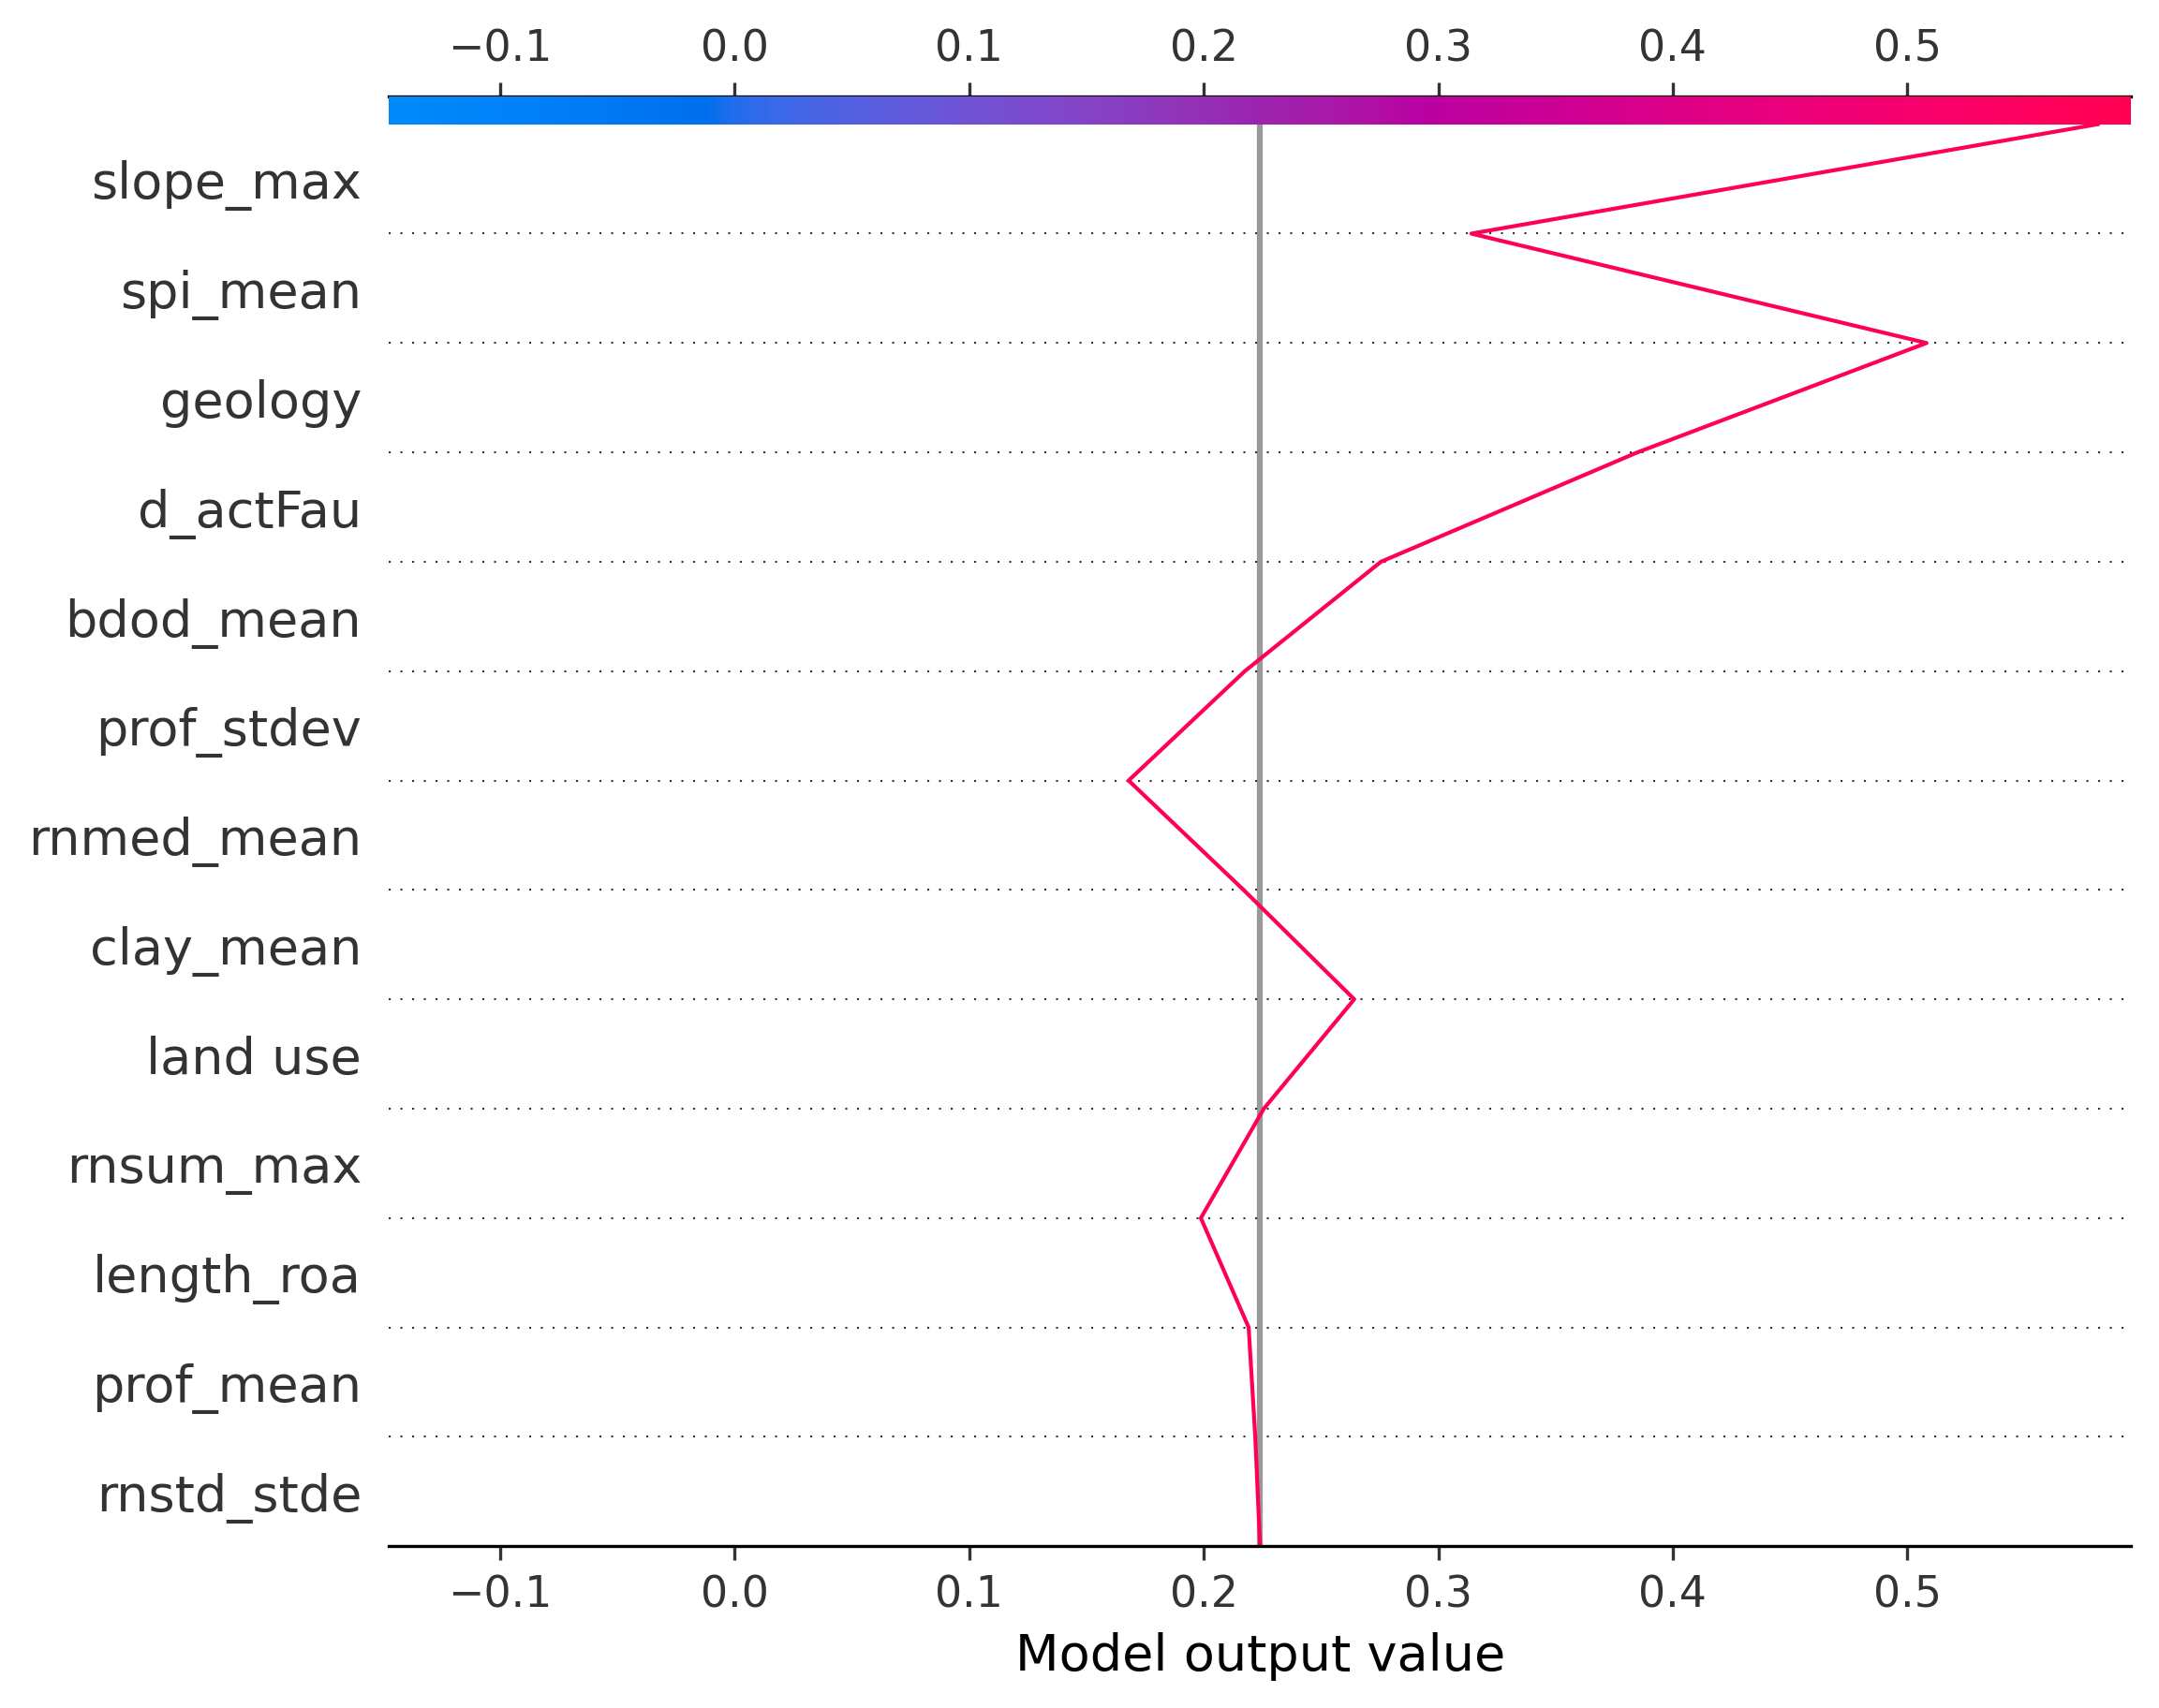 −0.1 0.0 0.1 0.2 0.3 0.4 0.5
slope_max
spi_mean
geology
d_actFau
bdod_mean
prof_stdev
rnmed_mean
clay_mean
land use
rnsum_max
length_roa
prof_mean
rnstd_stde
−0.1 0.0 0.1 0.2 0.3 0.4 0.5
Model output value